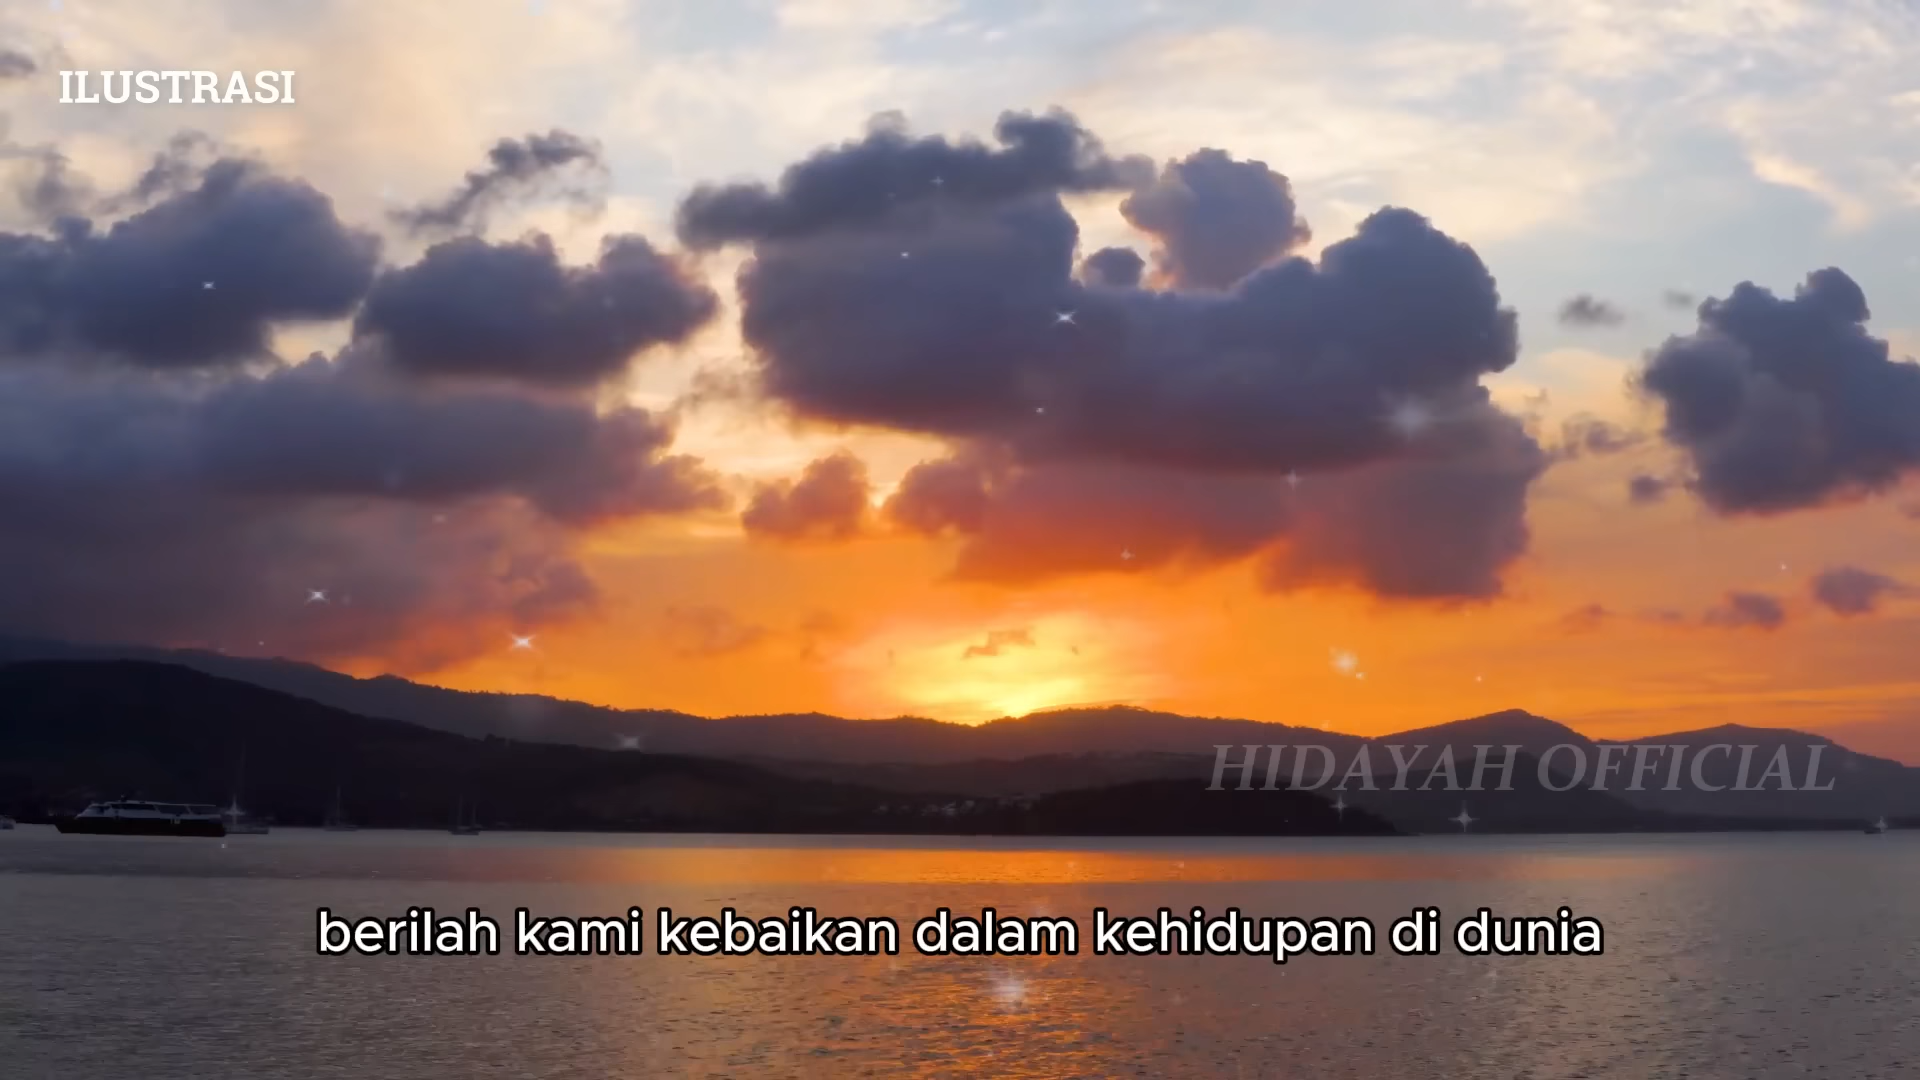 ILUSTRASI
HIDAYAH OFFICIAL
berilah kami kebaikan dalam kehidupan di dunia